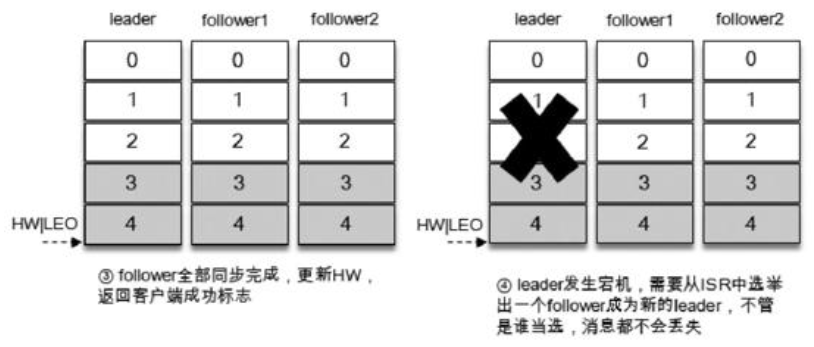 leader follower1 follower2
0 0 0
1 1 1
2 2 2
3 3 3
HW|LEO 4 4 4
③ follower全部同步完成，更新HW，
返回客户端成功标志
leader follower1 follower2
0 0 0
1 1 1
2 2
3 3 3
HW|LEO 4 4 4
④ leader发生宕机，需要从ISR中选举
出一个follower成为新的leader，不管
是谁当选，消息都不会丢失